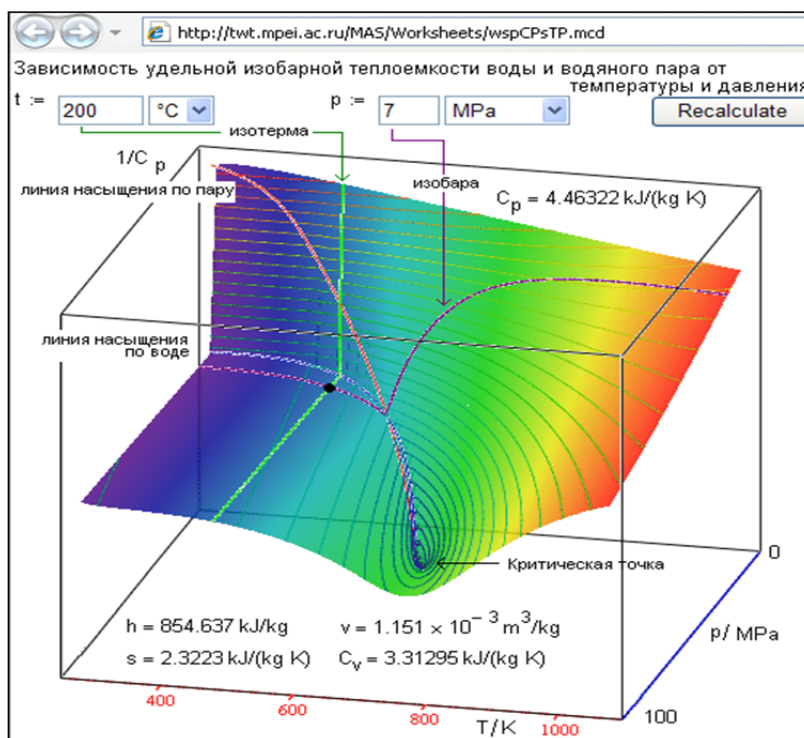 http://twt.mpei.ac.ru/MAS/Worksheets/wspCPsTP.mcd
Зависимость удельной изобарной теплоемкости воды и водяного пара от
температуры и давления
t := 200 °C p := 7 MPa Recalculate
изотерма
1/C p
линия насыщения по пару
изобара
Cp = 4.46322 kJ/(kg K)
линия насыщения
по воде
0
Критическая точка
h = 854.637 kJ/kg v = 1.151 × 10⁻³ m³/kg
s = 2.3223 kJ/(kg K) Cv = 3.31295 kJ/(kg K)
p/ MPa
400 600 800 1000
T/K
100